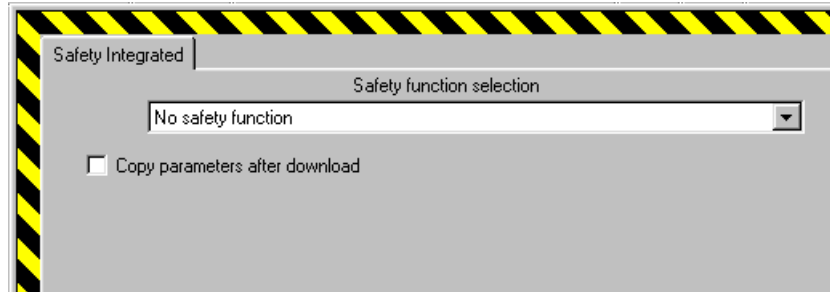 Safety Integrated
Safety function selection
No safety function
Copy parameters after download